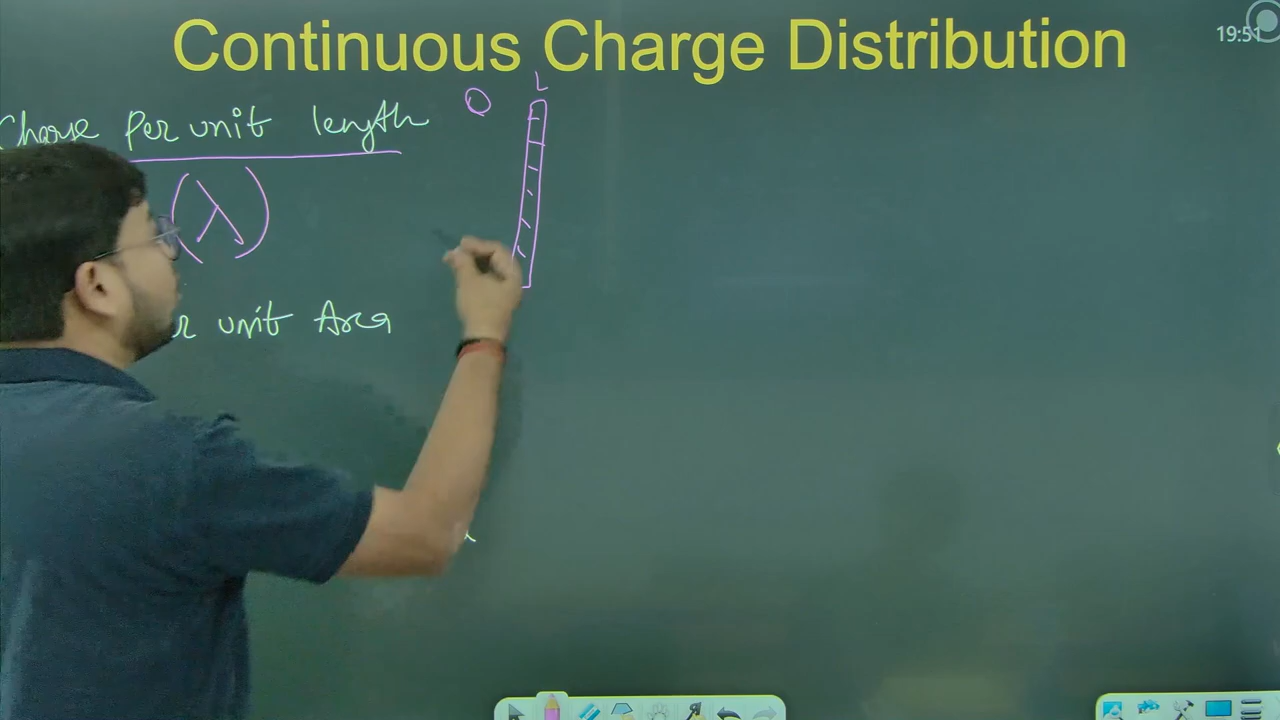 Continuous Charge Distribution
19:51
Charge Per unit length
Q
L
(λ)
unit Area